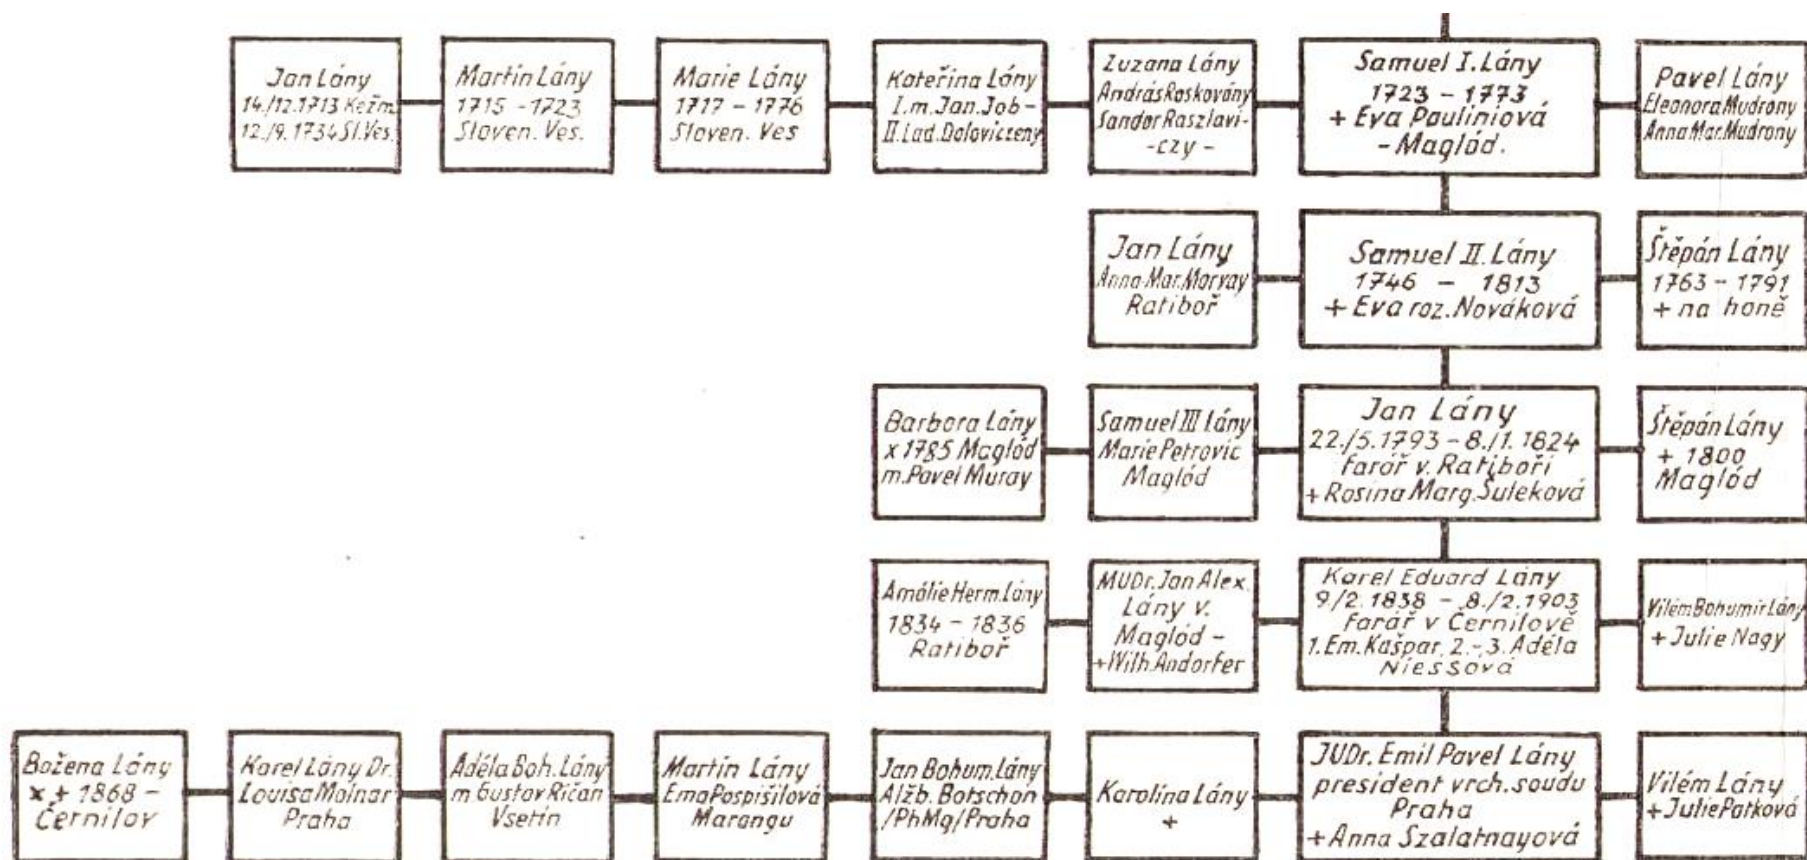 Jan Lány
14./12.1713 Kežm.
12./9.1734 Sl.Ves.
Martin Lány
1715 - 1723
Sloven. Ves.
Marie Lány
1717 - 1776
Sloven. Ves
Kateřina Lány
I.m.Jan.Job-
II.Lad.Doloviczeny
Zuzana Lány
András Roskovány
Sandor Raszlavi-
-czy-
Samuel I. Lány
1723 - 1773
+ Eva Pauliniová
- Maglód.
Pavel Lány
Eleonora Mudrony
Anna Mar. Mudrony
Jan Lány
Anna Mar. Morvay
Ratiboř
Samuel II. Lány
1746 - 1813
+ Eva roz. Nováková
Štěpán Lány
1763 - 1791
+ na honě
Barbora Lány
x 1785 Maglód
m. Pavel Muray
Samuel III Lány
Marie Petrovic
Maglód
Jan Lány
22./5.1793 - 8./1.1824
farář v. Ratiboři
+ Rosina Marg. Šuleková
Štěpán Lány
+ 1800
Maglód
Amálie Herm. Lány
1834 - 1836
Ratiboř
MUDr. Jan Alex.
Lány v.
Maglód -
+ Wilh. Andorfer
Karel Eduard Lány
9/2.1838 - 8./2.1903
farář v Černilově
1. Em. Kašpar, 2.-3. Adéla
Niessová
Vilém Bohumír Lány
+ Julie Nagy
Božena Lány
x + 1868 -
Černilov
Karel Lány Dr.
Louisa Molnar
Praha
Adéla Boh. Lány
m. Gustav Říčan
Vsetín
Martin Lány
Ema Pospišilová
Marangu
Jan Bohum. Lány
Alžb. Botschon
/PhMg/Praha
Karolina Lány
+
JUDr. Emil Pavel Lány
president vrch. soudu
Praha
+ Anna Szalatnayová
Vilém Lány
+ Julie Patková